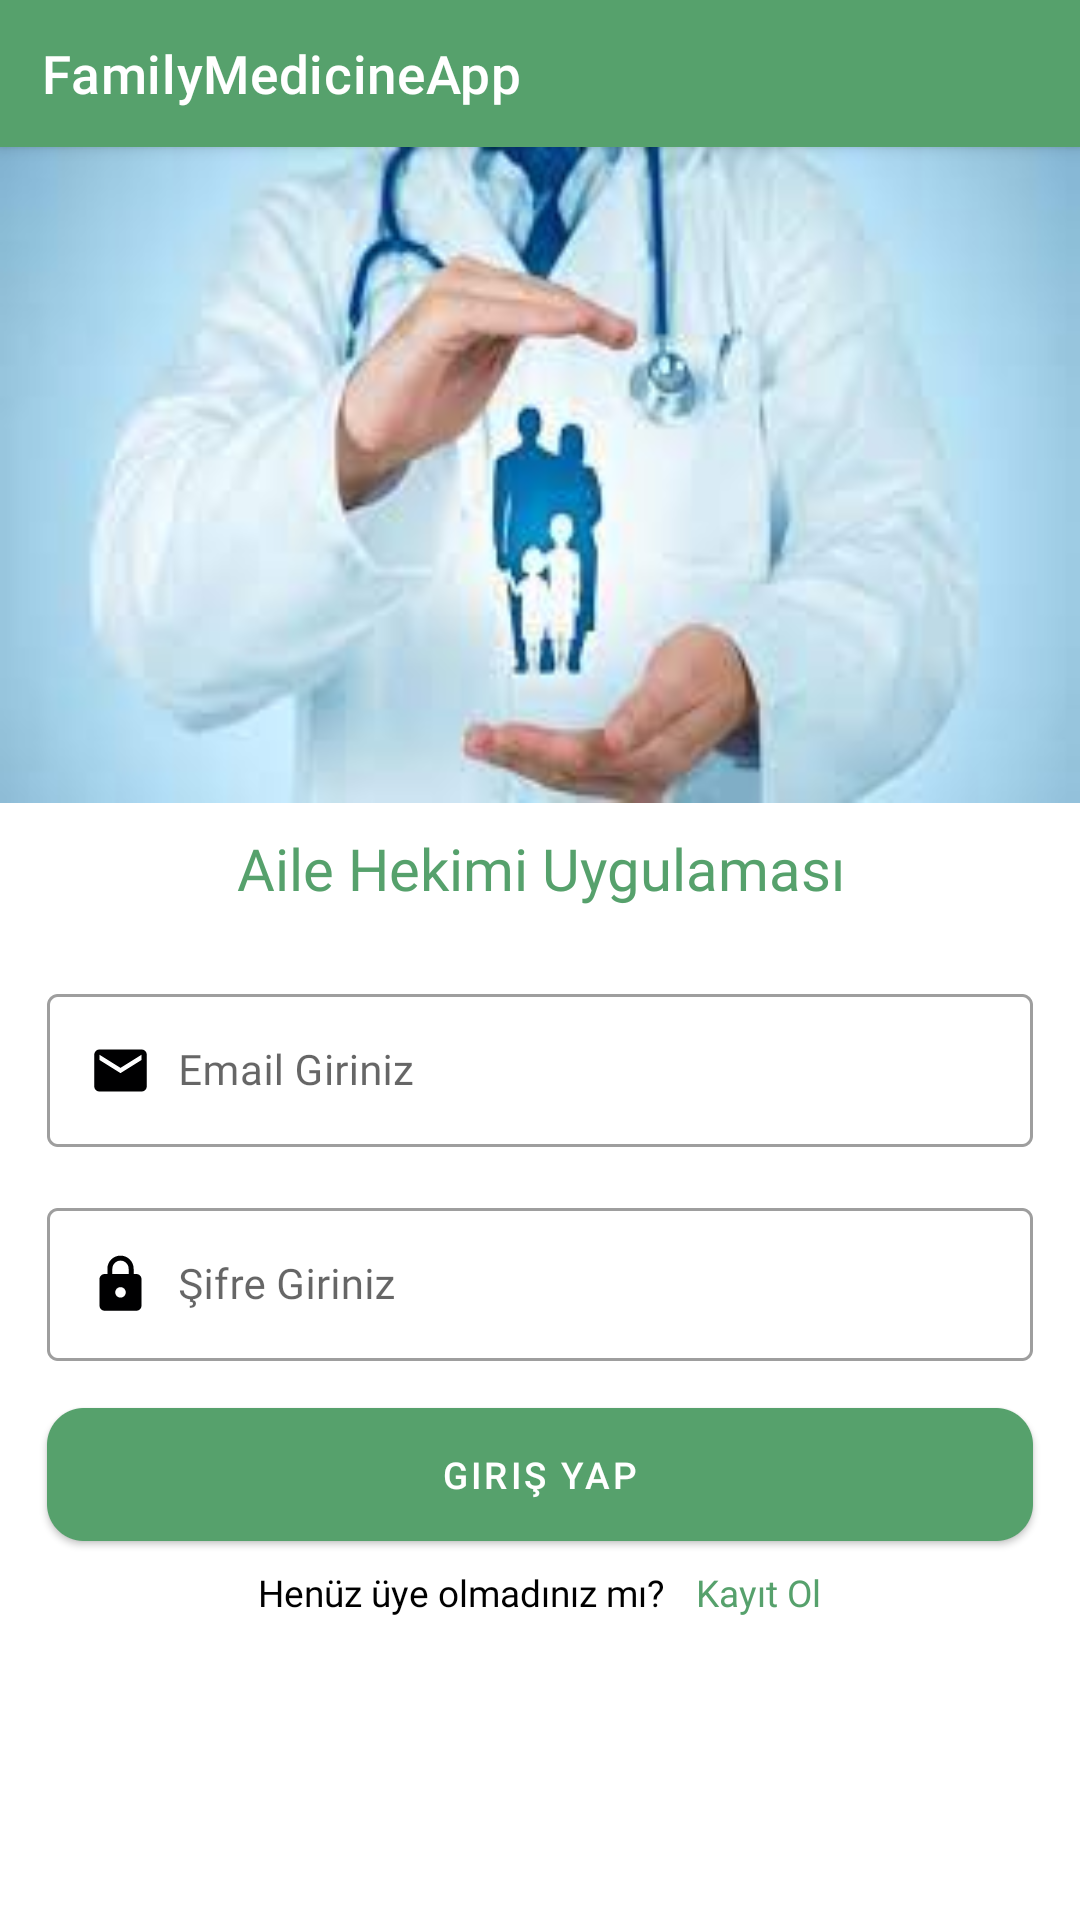 FamilyMedicineApp
Aile Hekimi Uygulaması
Email Giriniz
Şifre Giriniz
GIRIŞ YAP
Henüz üye olmadınız mı? Kayıt Ol